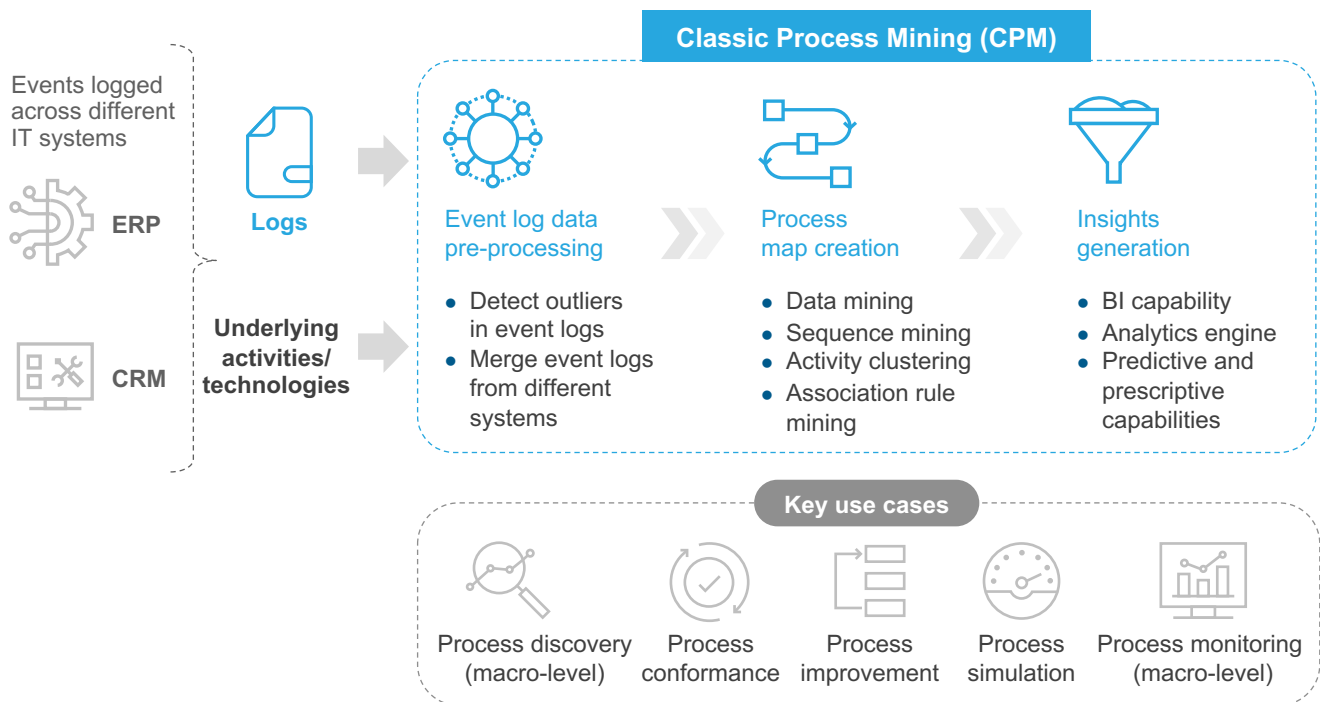 Classic Process Mining (CPM)
Events logged
across different
IT systems
ERP
CRM
Logs
Underlying
activities/
technologies
Event log data
pre-processing
• Detect outliers
in event logs
• Merge event logs
from different
systems
Process
map creation
• Data mining
• Sequence mining
• Activity clustering
• Association rule
mining
Insights
generation
• BI capability
• Analytics engine
• Predictive and
prescriptive
capabilities
Key use cases
Process discovery
(macro-level)
Process
conformance
Process
improvement
Process
simulation
Process monitoring
(macro-level)